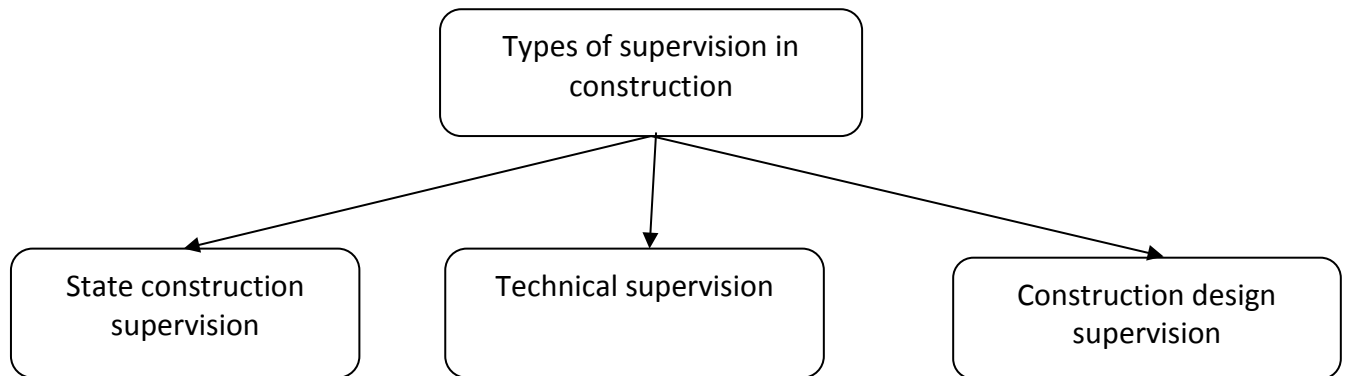 Types of supervision in
construction
State construction
supervision
Technical supervision
Construction design
supervision